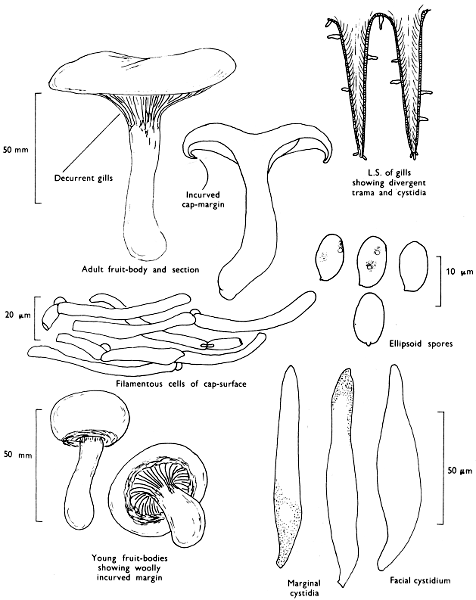 50 mm
Decurrent gills
Incurved
cap-margin
L.S. of gills
showing divergent
trama and cystidia
Adult fruit-body and section
10 µm
Ellipsoid spores
20 µm
Filamentous cells of cap-surface
50 mm
Young fruit-bodies
showing woolly
incurved margin
50 µm
Marginal
cystidia
Facial cystidium